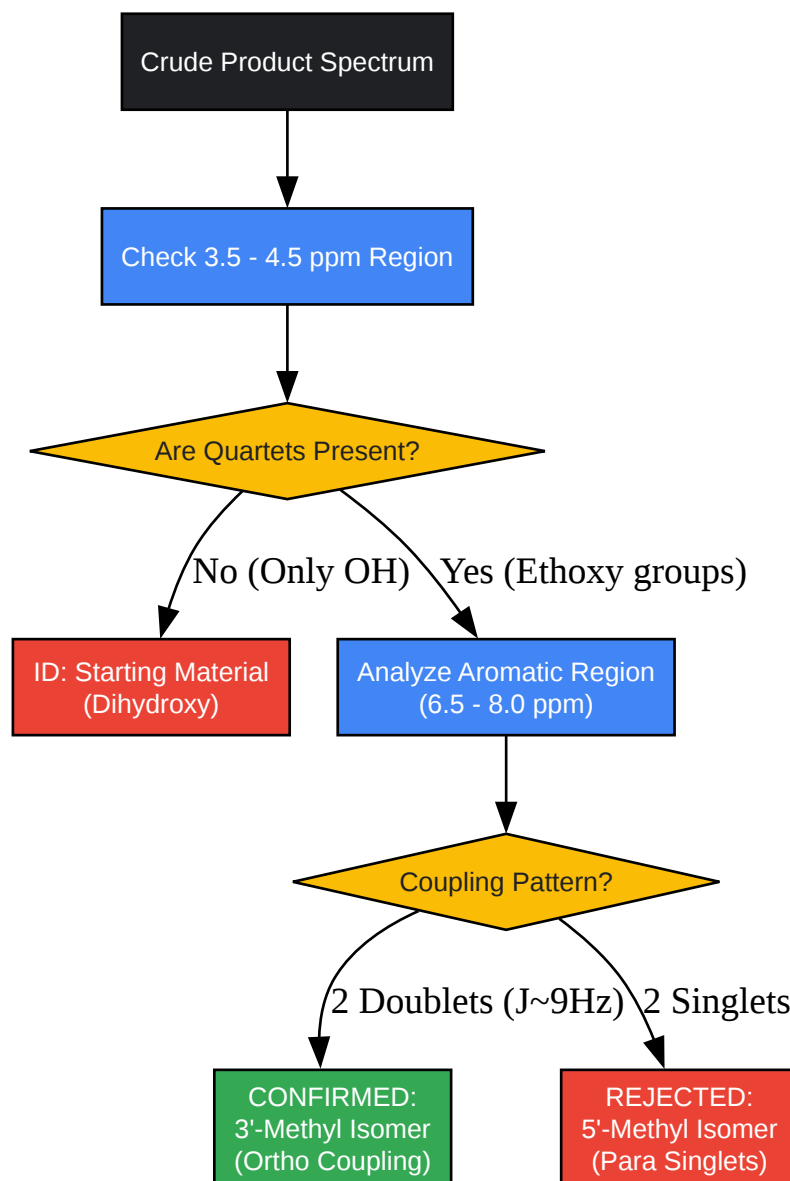 Crude Product Spectrum
Check 3.5 - 4.5 ppm Region
Are Quartets Present?
No (Only OH)
Yes (Ethoxy groups)
ID: Starting Material
(Dihydroxy)
Analyze Aromatic Region
(6.5 - 8.0 ppm)
Coupling Pattern?
2 Doublets (J~9Hz)
2 Singlets
CONFIRMED:
3'-Methyl Isomer
(Ortho Coupling)
REJECTED:
5'-Methyl Isomer
(Para Singlets)